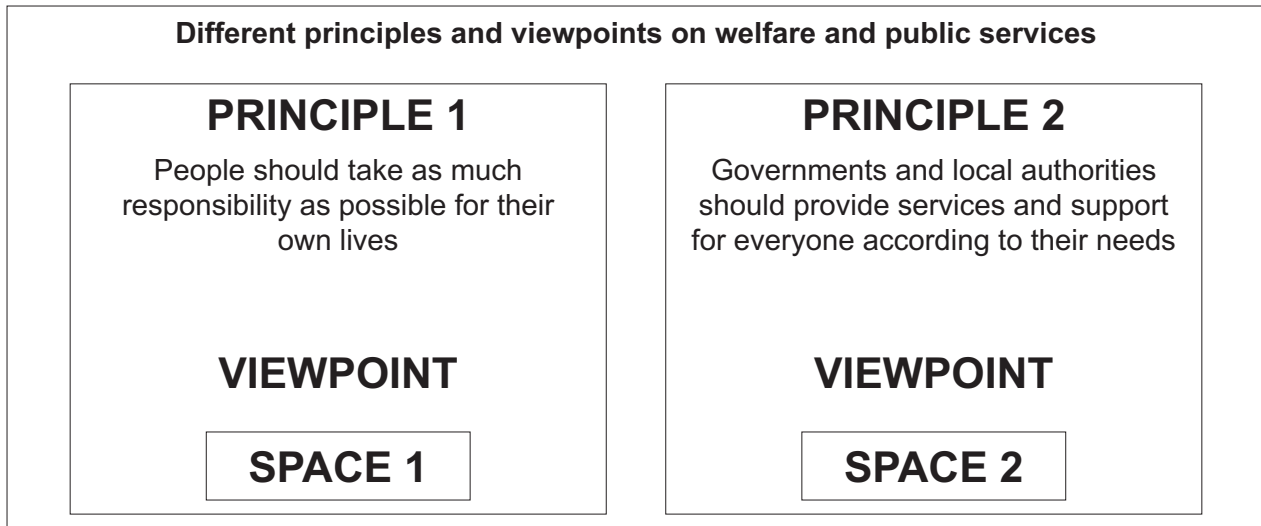 Different principles and viewpoints on welfare and public services
PRINCIPLE 1
People should take as much
responsibility as possible for their
own lives
VIEWPOINT
SPACE 1
PRINCIPLE 2
Governments and local authorities
should provide services and support
for everyone according to their needs
VIEWPOINT
SPACE 2